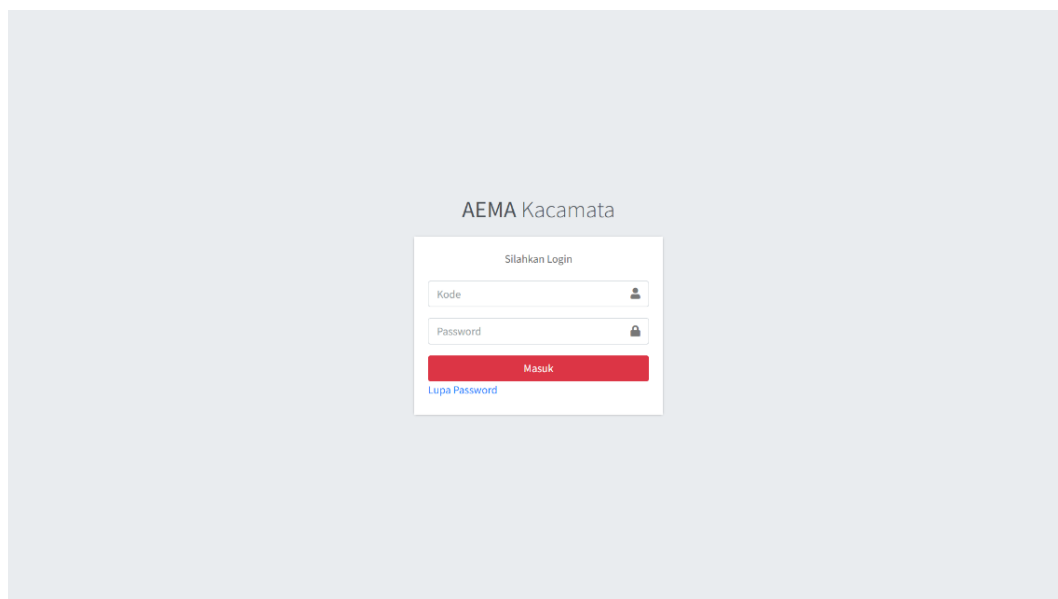 AEMA Kacamata
Silahkan Login
Kode
Password
Masuk
Lupa Password